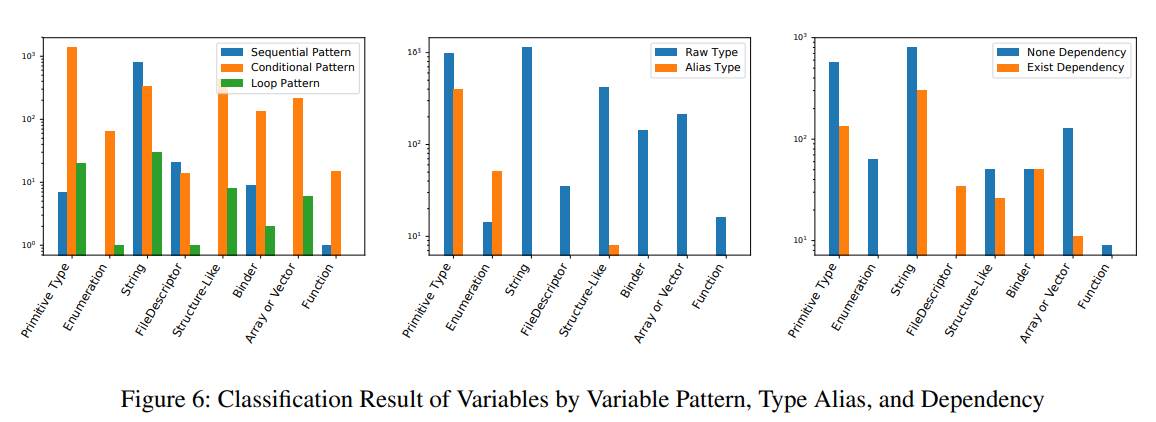 10³
10²
10¹
10⁰
Sequential Pattern
Conditional Pattern
Loop Pattern
Primitive Type
Enumeration
String
FileDescriptor
Structure-Like
Binder
Array or Vector
Function
10³
10²
10¹
Raw Type
Alias Type
Primitive Type
Enumeration
String
FileDescriptor
Structure-Like
Binder
Array or Vector
Function
10³
10²
10¹
None Dependency
Exist Dependency
Primitive Type
Enumeration
String
FileDescriptor
Structure-Like
Binder
Array or Vector
Function
Figure 6: Classification Result of Variables by Variable Pattern, Type Alias, and Dependency